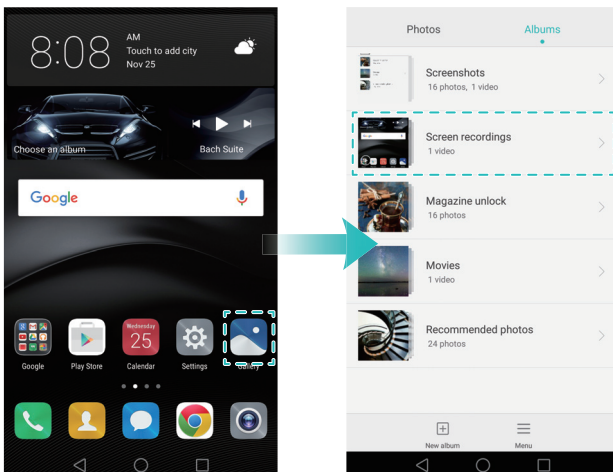 8:08
AM
Touch to add city
Nov 25
Choose an album
Bach Suite
Google
Wednesday
25
Google
Play Store
Calendar
Settings
Gallery
Photos
Albums
Screenshots
16 photos, 1 video
Screen recordings
1 video
Magazine unlock
16 photos
Movies
1 video
Recommended photos
24 photos
New album
Menu